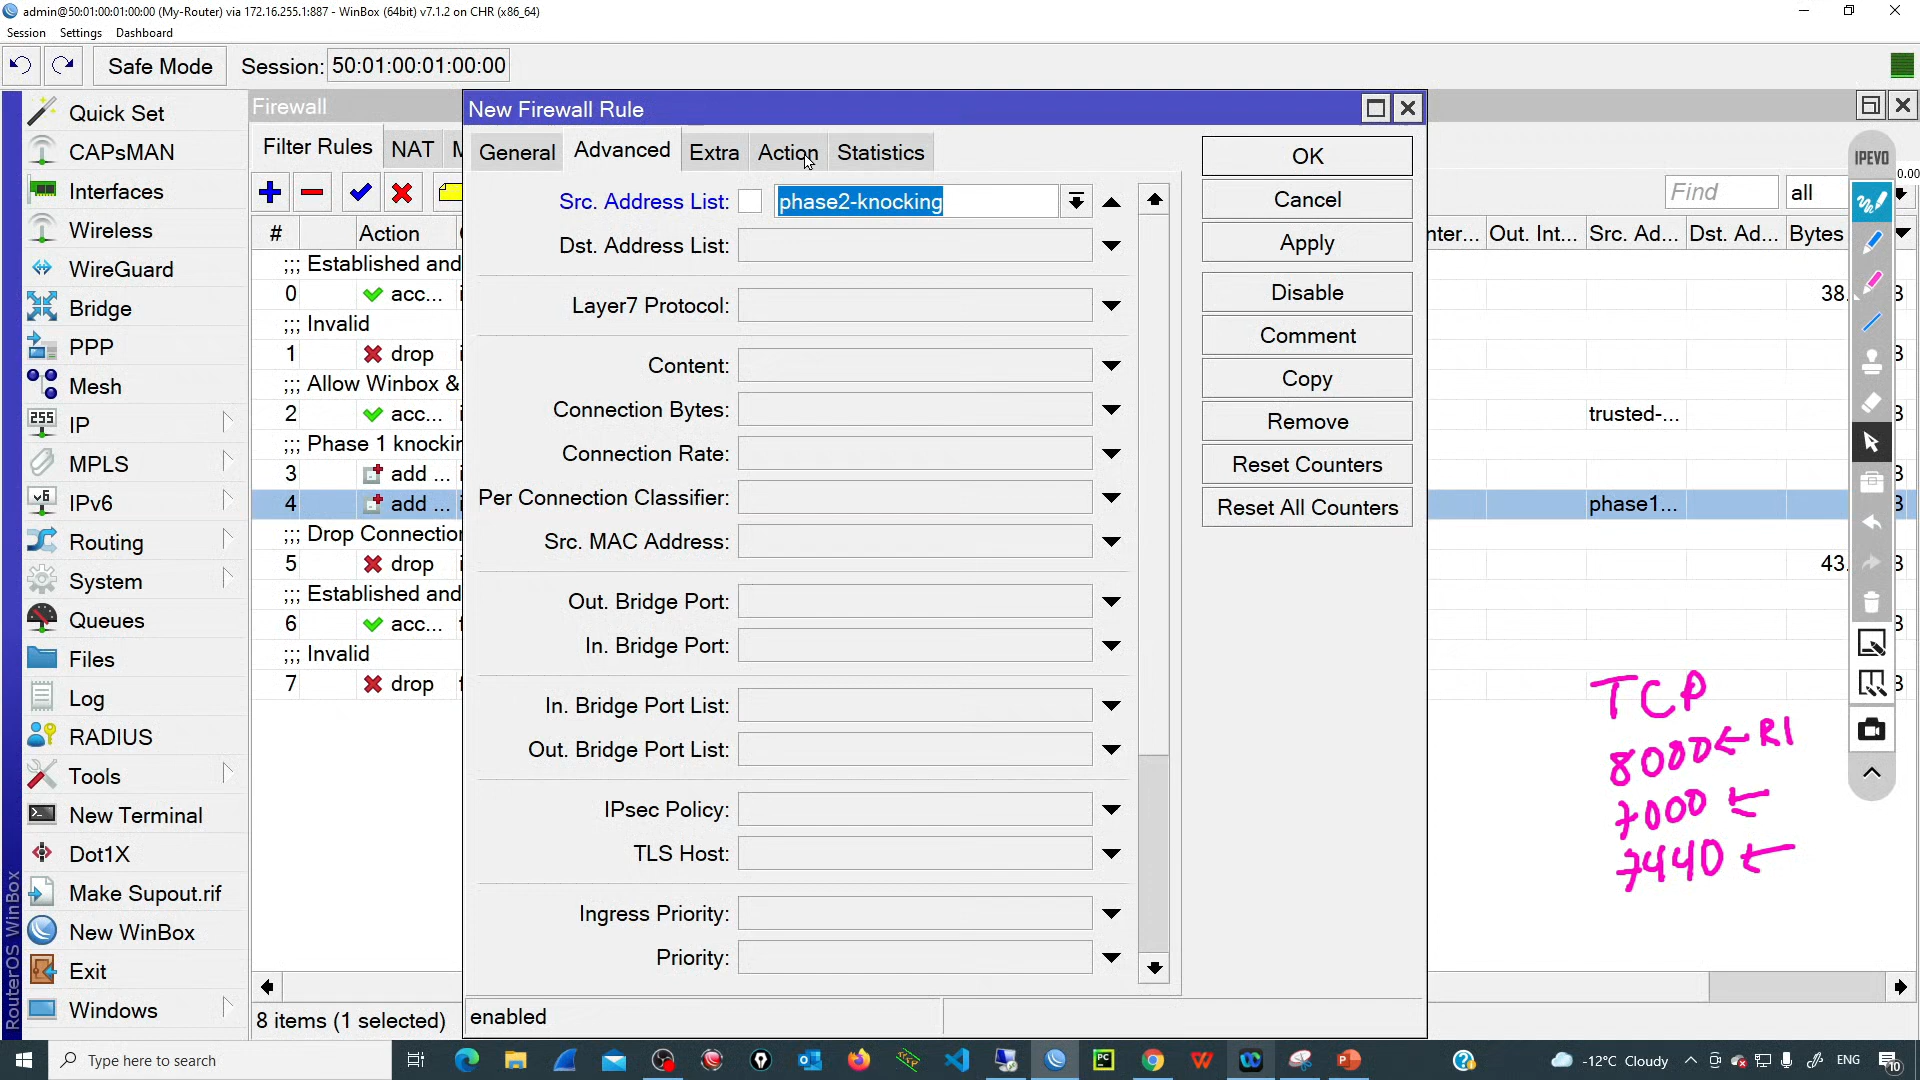 admin@50:01:00:01:00:00 (My-Router) via 172.16.255.1:887 - WinBox (64bit) v7.1.2 on CHR (x86_64)
Session Settings Dashboard
Safe Mode Session: 50:01:00:01:00:00
Quick Set
CAPsMAN
Interfaces
Wireless
WireGuard
Bridge
PPP
Mesh
IP
MPLS
IPv6
Routing
System
Queues
Files
Log
RADIUS
Tools
New Terminal
Dot1X
Make Supout.rif
New WinBox
Exit
Windows
RouterOS WinBox
Firewall
Filter Rules NAT
# Action
;;; Established and
0 acc...
;;; Invalid
1 drop
;;; Allow Winbox &
2 acc...
;;; Phase 1 knockin
3 add ...
4 add ...
;;; Drop Connection
5 drop
;;; Established and
6 acc...
;;; Invalid
7 drop
8 items (1 selected)
New Firewall Rule
General Advanced Extra Action Statistics
Src. Address List: phase2-knocking
Dst. Address List:
Layer7 Protocol:
Content:
Connection Bytes:
Connection Rate:
Per Connection Classifier:
Src. MAC Address:
Out. Bridge Port:
In. Bridge Port:
In. Bridge Port List:
Out. Bridge Port List:
IPsec Policy:
TLS Host:
Ingress Priority:
Priority:
enabled
OK
Cancel
Apply
Disable
Comment
Copy
Remove
Reset Counters
Reset All Counters
Find all
nter... Out. Int... Src. Ad... Dst. Ad... Bytes
38.
trusted-...
phase1...
43.
IPEVO
TCP
8080 ← R1
7000 ←
7440 ←
Type here to search
-12°C Cloudy ENG 10